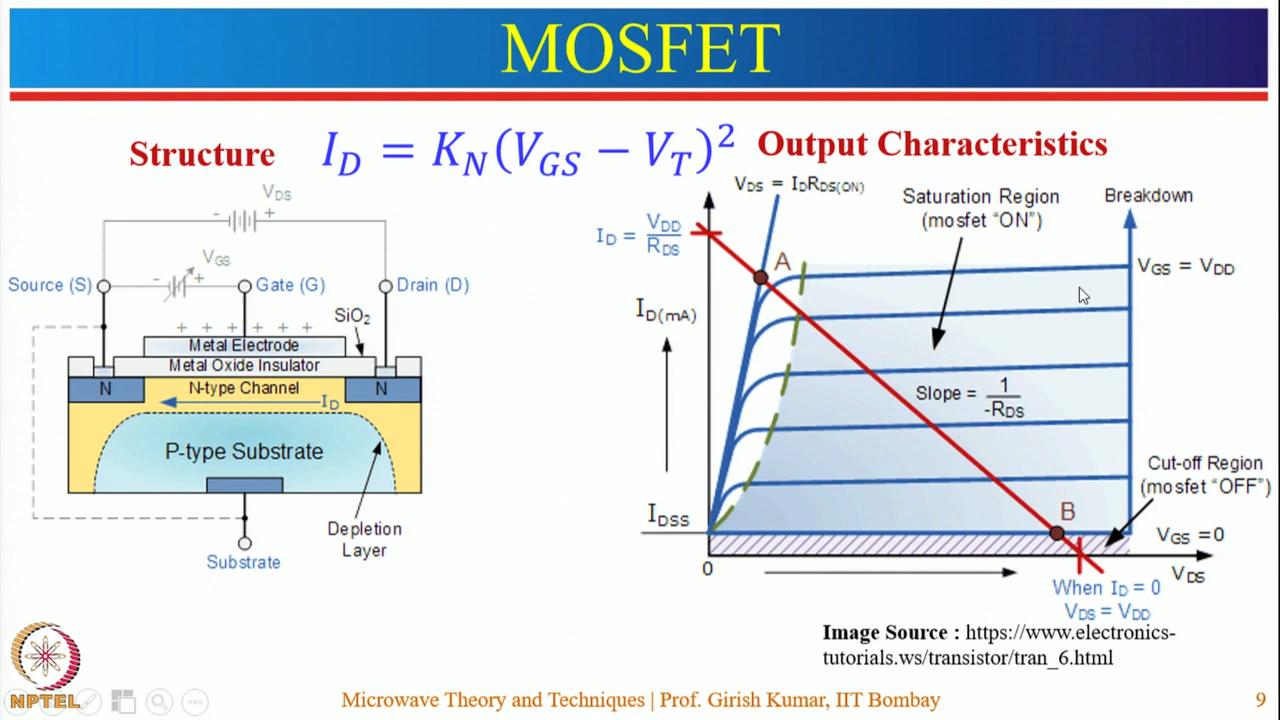 MOSFET
Structure
I_D = K_N(V_GS − V_T)²
Output Characteristics
V_DS
- +
V_GS
- +
Source (S)
Gate (G)
Drain (D)
SiO₂
+ + + + + +
Metal Electrode
Metal Oxide Insulator
N
N-type Channel
N
I_D
P-type Substrate
Depletion
Layer
Substrate
V_DS = I_DR_DS(ON)
Saturation Region
(mosfet "ON")
Breakdown
I_D = V_DD/R_DS
A
V_GS = V_DD
I_D(mA)
Slope = 1/-R_DS
Cut-off Region
(mosfet "OFF")
B
I_DSS
V_GS = 0
0
V_DS
When I_D = 0
V_DS = V_DD
Image Source : https://www.electronics-
tutorials.ws/transistor/tran_6.html
NPTEL
Microwave Theory and Techniques | Prof. Girish Kumar, IIT Bombay
9